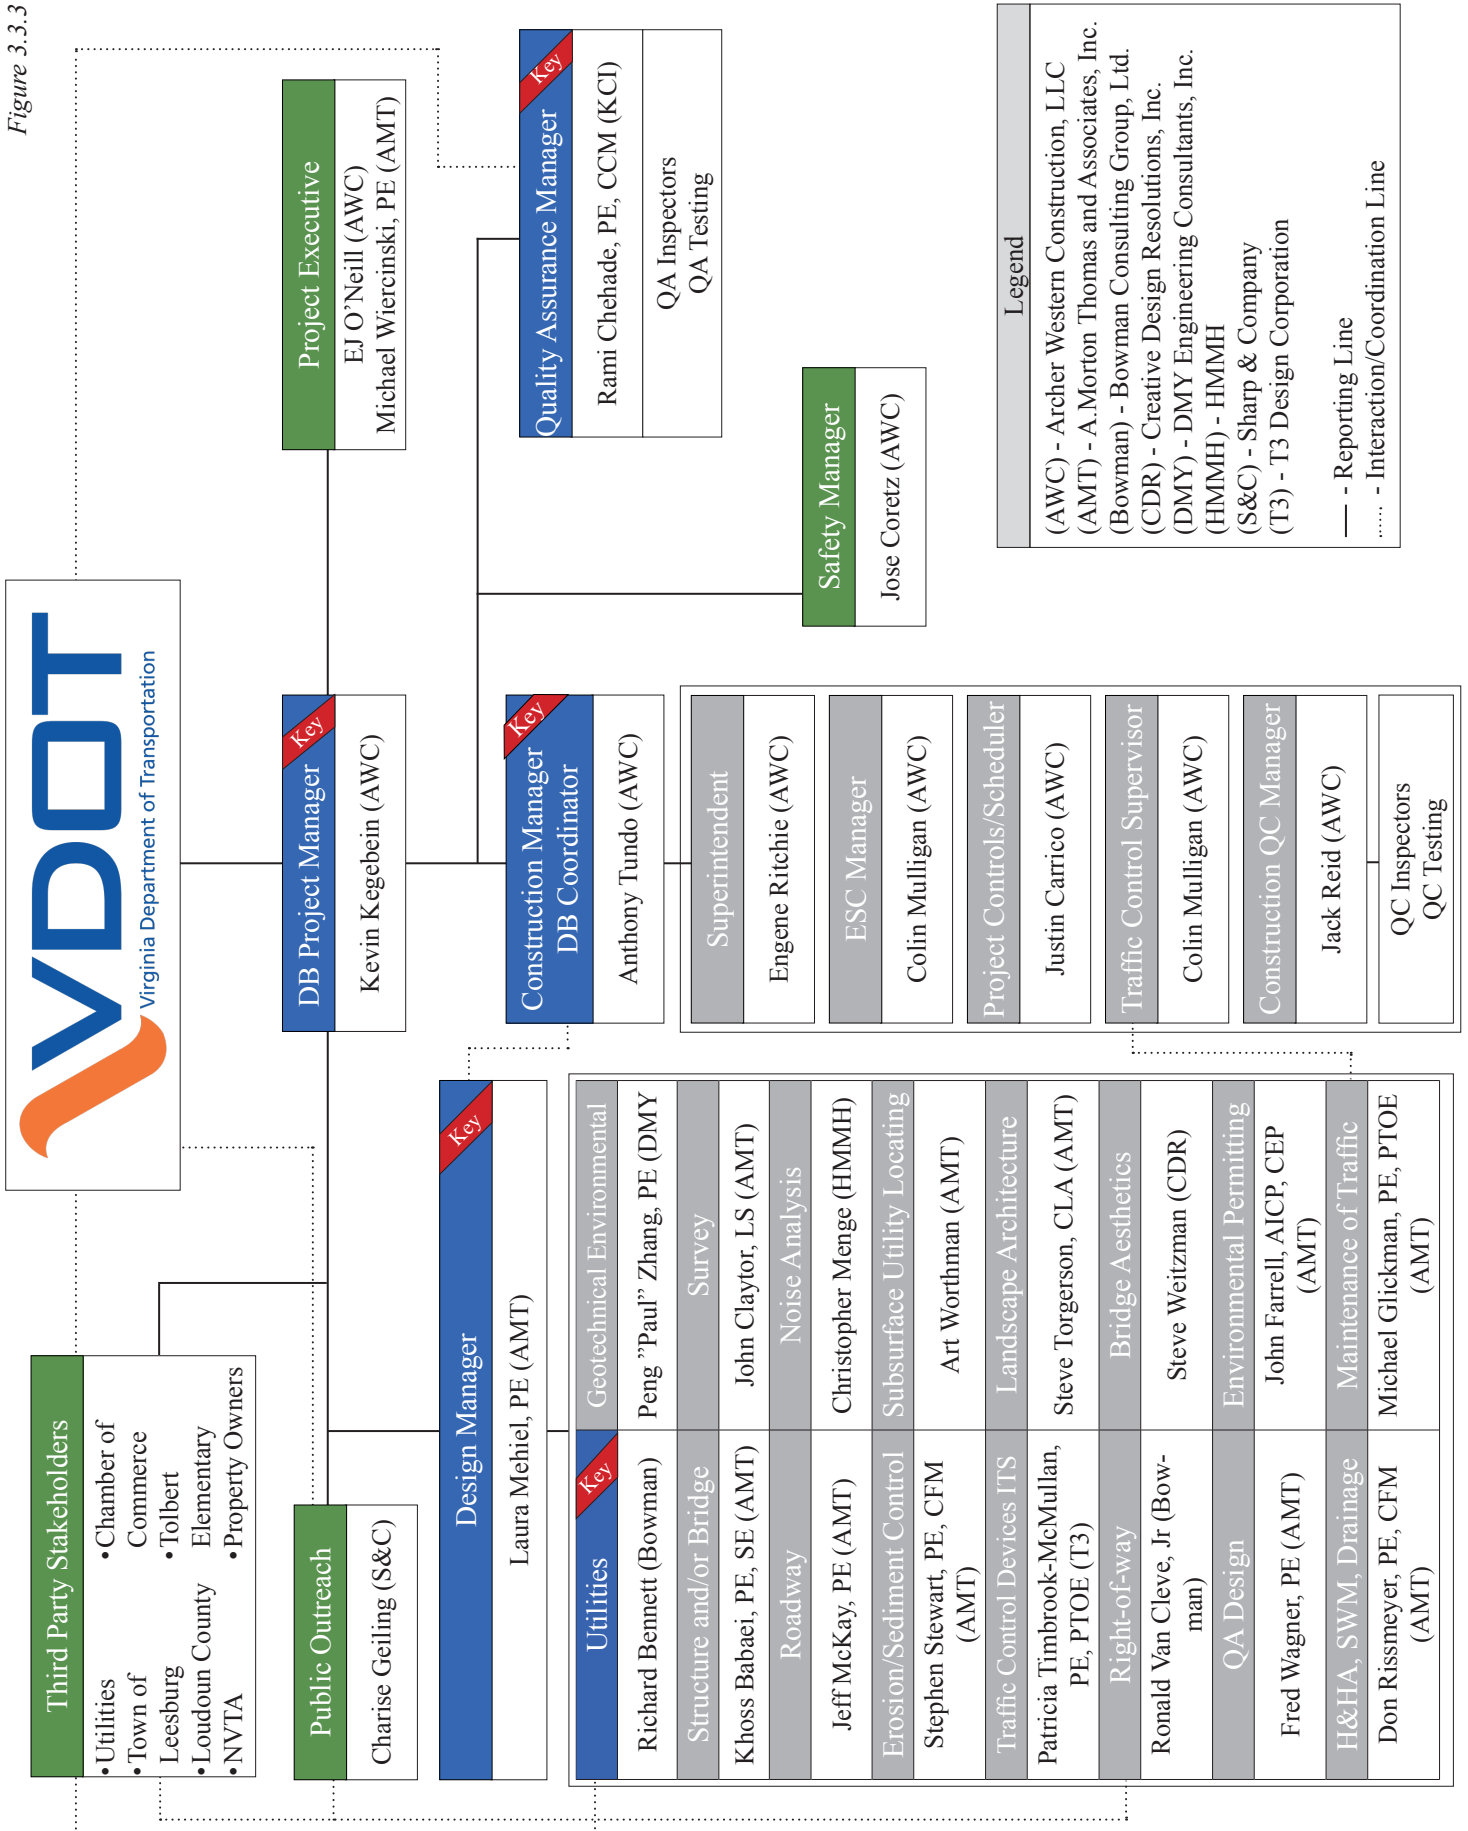 Figure 3.3.3
VDOT
Virginia Department of Transportation
Third Party Stakeholders
•Utilities
•Town of
Leesburg
•Loudoun County
•NVTA
•Chamber of
Commerce
•Tolbert
Elementary
•Property Owners
DB Project Manager
Key
Kevin Kegebein (AWC)
Project Executive
EJ O'Neill (AWC)
Michael Wiercinski, PE (AMT)
Public Outreach
Charise Geiling (S&C)
Design Manager
Key
Laura Mehiel, PE (AMT)
Construction Manager
DB Coordinator
Key
Anthony Tundo (AWC)
Quality Assurance Manager
Key
Rami Chehade, PE, CCM (KCI)
QA Inspectors
QA Testing
Safety Manager
Jose Coretz (AWC)
Utilities
Key
Richard Bennett (Bowman)
Structure and/or Bridge
Khoss Babaei, PE, SE (AMT)
Roadway
Jeff McKay, PE (AMT)
Erosion/Sediment Control
Stephen Stewart, PE, CFM
(AMT)
Traffic Control Devices ITS
Patricia Timbrook-McMullan,
PE, PTOE (T3)
Right-of-way
Ronald Van Cleve, Jr (Bow-
man)
QA Design
Fred Wagner, PE (AMT)
H&HA, SWM, Drainage
Don Rissmeyer, PE, CFM
(AMT)
Geotechnical Environmental
Peng ”Paul” Zhang, PE (DMY
Survey
John Claytor, LS (AMT)
Noise Analysis
Christopher Menge (HMMH)
Subsurface Utility Locating
Art Worthman (AMT)
Landscape Architecture
Steve Torgerson, CLA (AMT)
Bridge Aesthetics
Steve Weitzman (CDR)
Environmental Permitting
John Farrell, AICP, CEP
(AMT)
Maintenance of Traffic
Michael Glickman, PE, PTOE
(AMT)
Superintendent
Engene Ritchie (AWC)
ESC Manager
Colin Mulligan (AWC)
Project Controls/Scheduler
Justin Carrico (AWC)
Traffic Control Supervisor
Colin Mulligan (AWC)
Construction QC Manager
Jack Reid (AWC)
QC Inspectors
QC Testing
Legend
(AWC) - Archer Western Construction, LLC
(AMT) - A.Morton Thomas and Associates, Inc.
(Bowman) - Bowman Consulting Group, Ltd.
(CDR) - Creative Design Resolutions, Inc.
(DMY) - DMY Engineering Consultants, Inc.
(HMMH) - HMMH
(S&C) - Sharp & Company
(T3) - T3 Design Corporation
- Reporting Line
- Interaction/Coordination Line